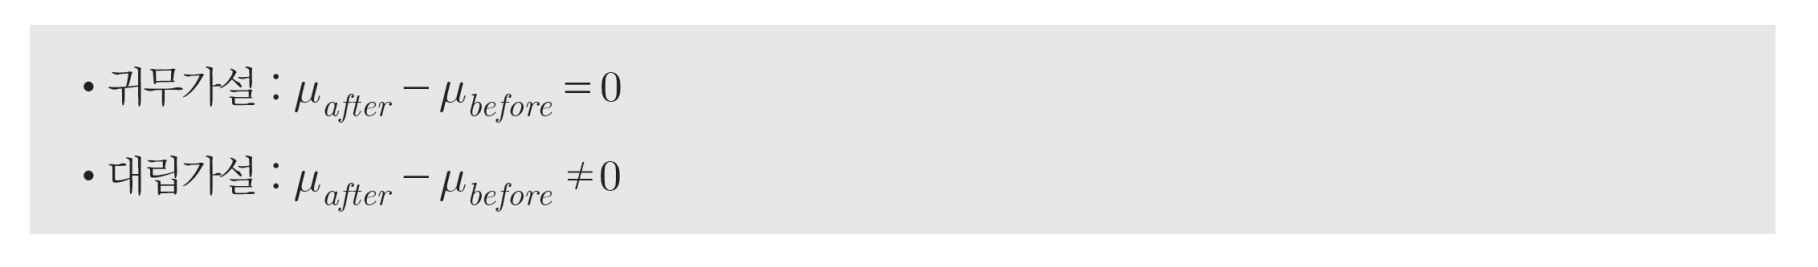 • 귀무가설 : μ_after − μ_before = 0
• 대립가설 : μ_after − μ_before ≠ 0